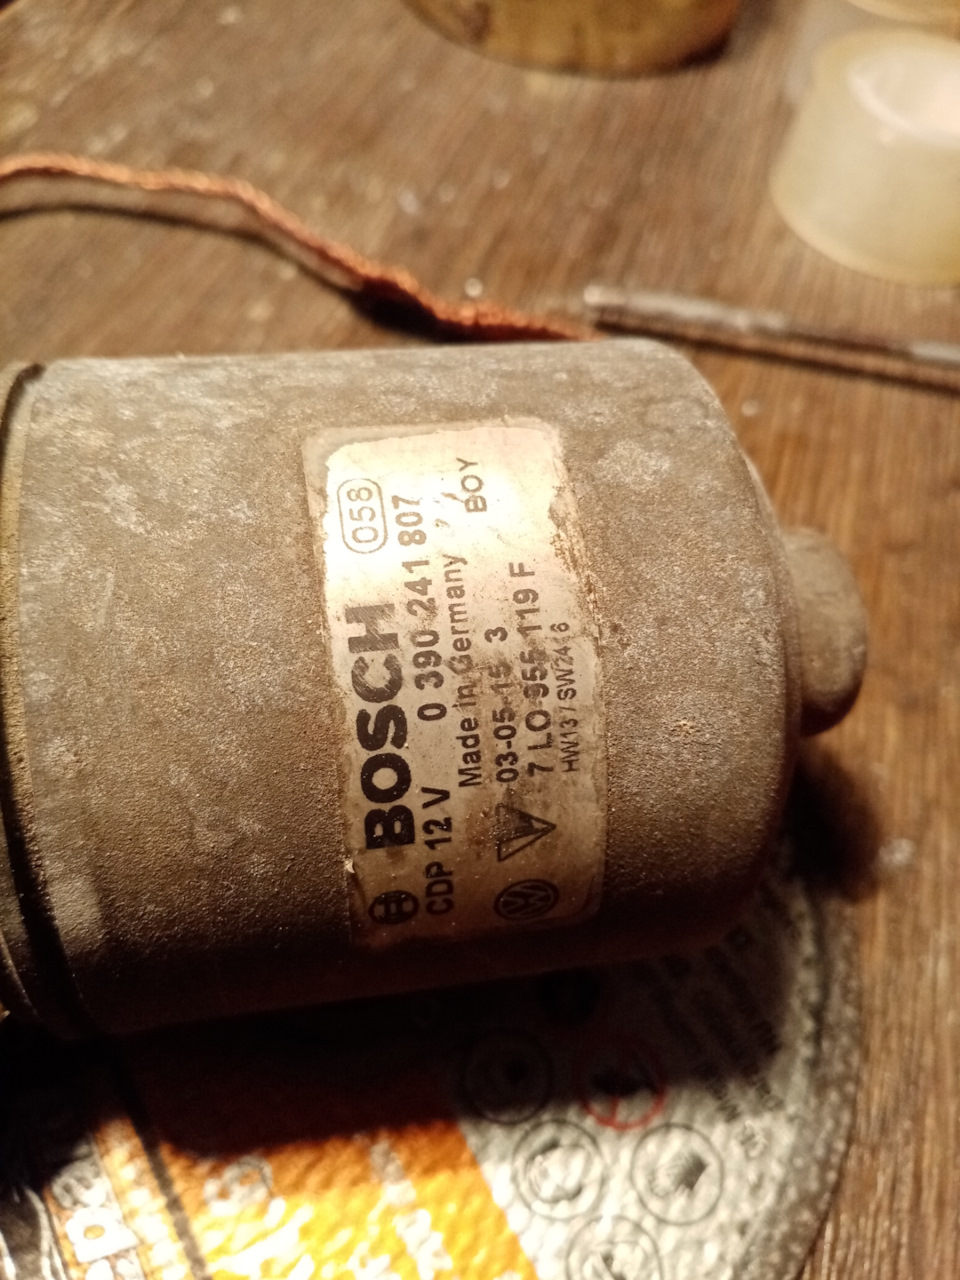 BOSCH 058
CDP 12 V 0 390 241 807
Made in Germany BOY
03-05-15 3
7 LO 955 119 F
HW137 SW2416